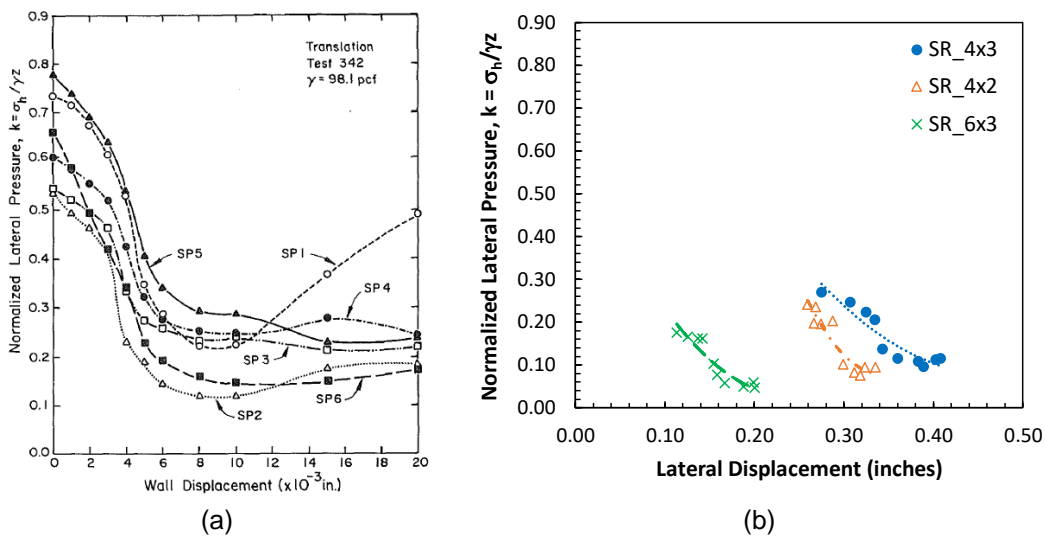 Normalized Lateral Pressure, k = σh/γz
0.9
0.8
0.7
0.6
0.5
0.4
0.3
0.2
0.1
0.0
Translation
Test 342
γ = 98.1 pcf
SP5
SP1
SP4
SP3
SP2
SP6
0 2 4 6 8 10 12 14 16 18 20
Wall Displacement (x10⁻³ in.)
(a)
Normalized Lateral Pressure, k = σh/γz
0.90
0.80
0.70
0.60
0.50
0.40
0.30
0.20
0.10
0.00
SR_4x3
SR_4x2
SR_6x3
0.00 0.10 0.20 0.30 0.40 0.50
Lateral Displacement (inches)
(b)